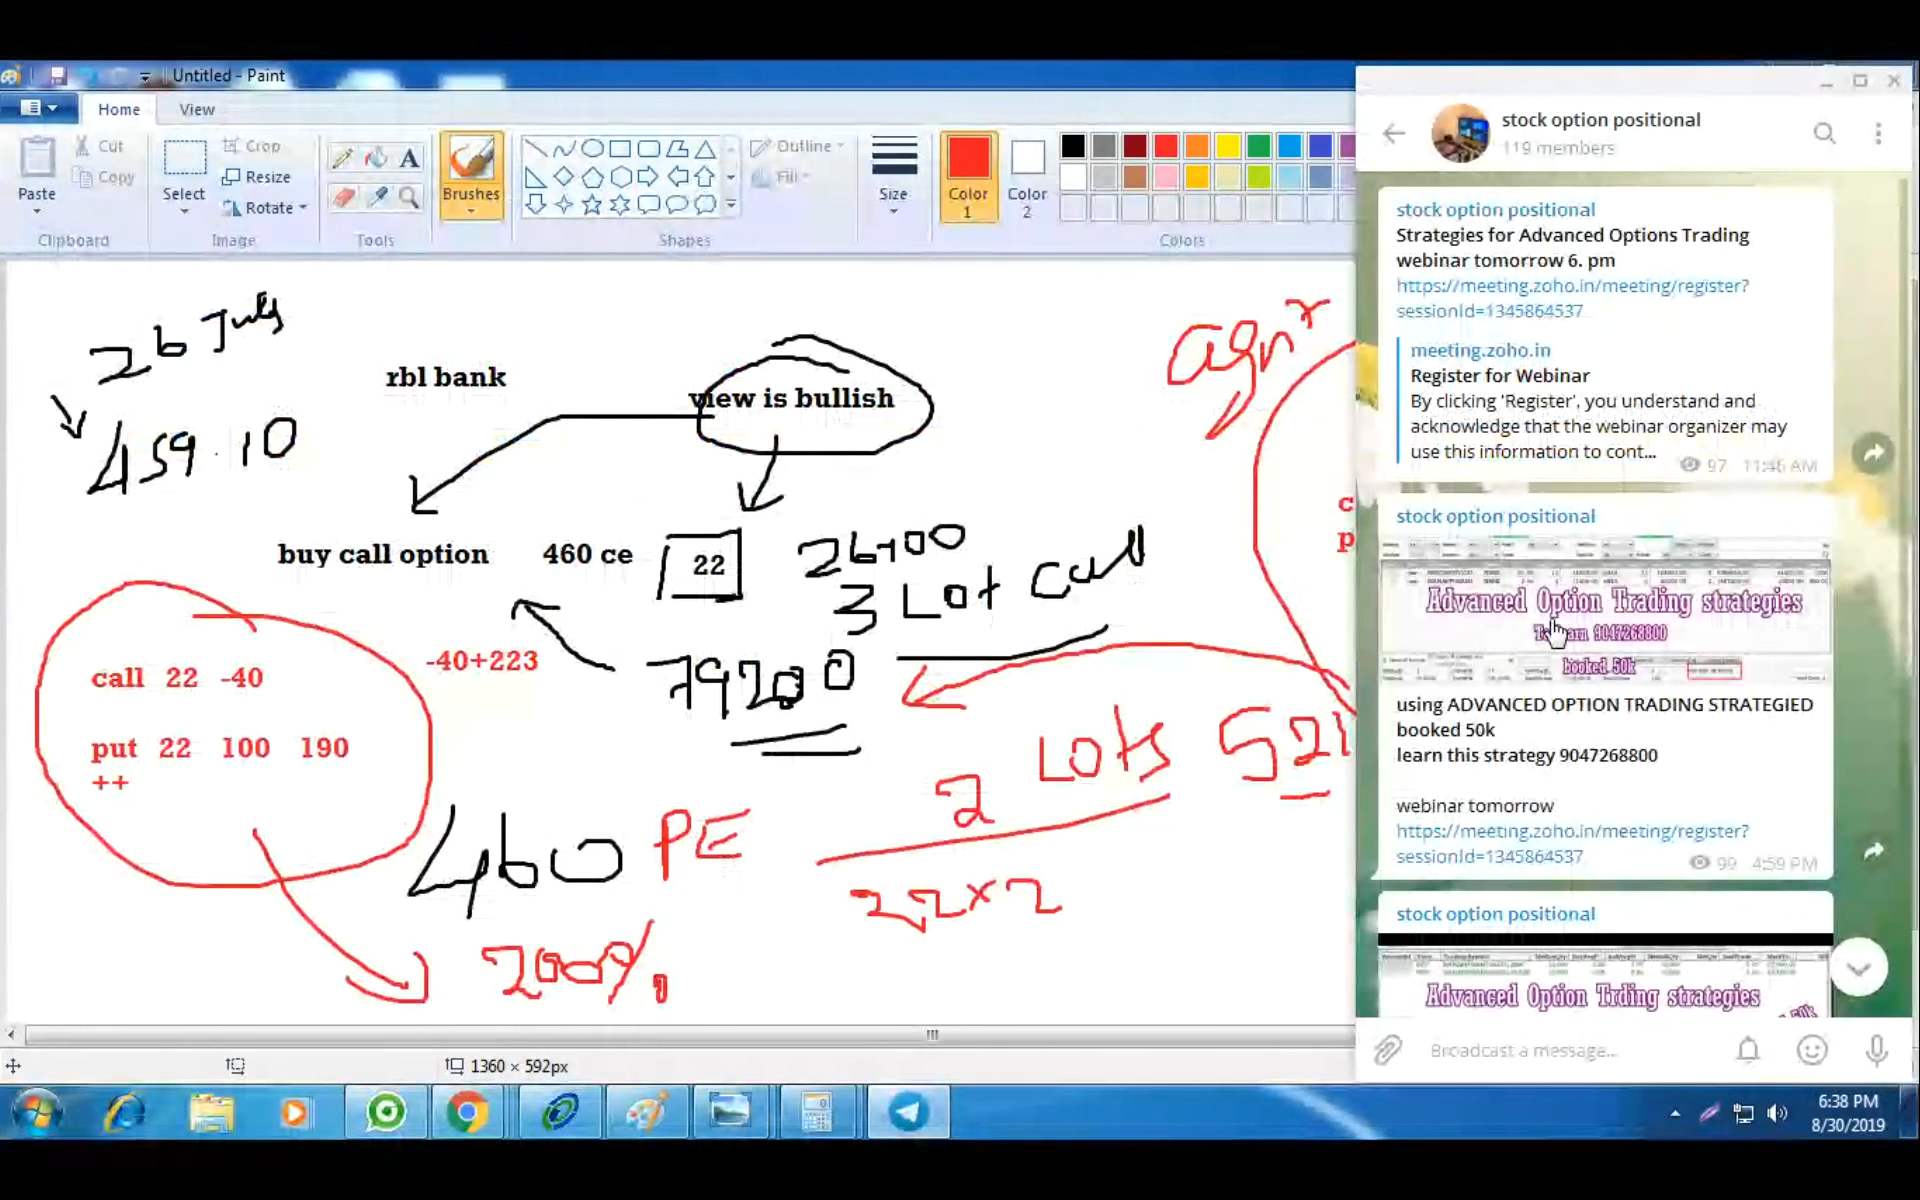 Untitled - Paint
Home View
Paste
Cut
Copy
Clipboard
Select
Crop
Resize
Rotate
Image
Tools
Brushes
Shapes
Outline
Fill
Size
Color
1
Color
2
Colors
26 July
459.10
rbl bank
view is bullish
buy call option 460 ce 22
26400
3 Lot call
79200
call 22 -40
put 22 100 190
++
-40+223
460 PE
2 Lots
22x2
200%
c
p
1360 × 592px
stock option positional
119 members
stock option positional
Strategies for Advanced Options Trading
webinar tomorrow 6. pm
https://meeting.zoho.in/meeting/register?
sessionId=1345864537
meeting.zoho.in
Register for Webinar
By clicking 'Register', you understand and
acknowledge that the webinar organizer may
use this information to cont...
97 11:46 AM
stock option positional
Advanced Option Trading strategies
9047268800
booked 50k
using ADVANCED OPTION TRADING STRATEGIED
booked 50k
learn this strategy 9047268800
webinar tomorrow
https://meeting.zoho.in/meeting/register?
sessionId=1345864537
99 4:59 PM
stock option positional
Advanced Option Trding strategies
Broadcast a message...
6:38 PM
8/30/2019